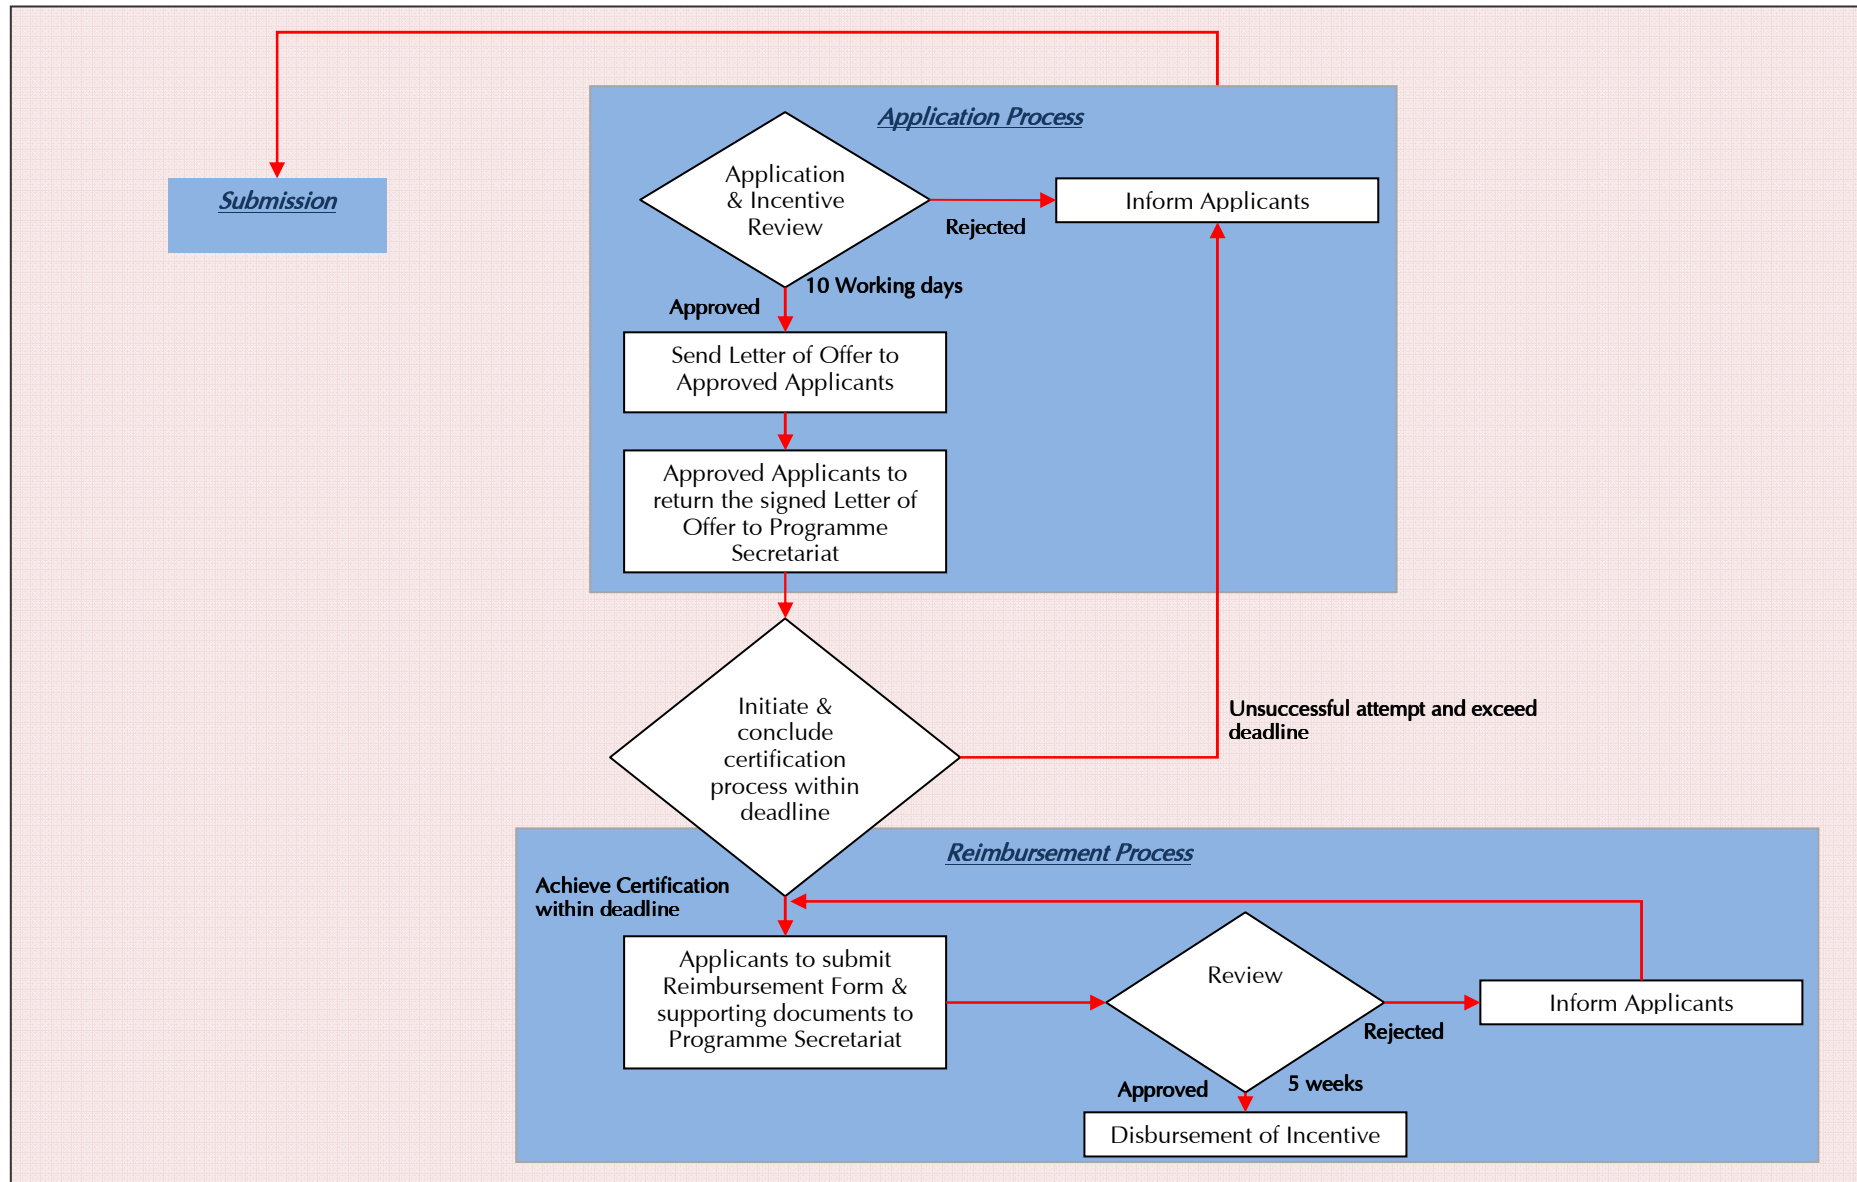 Application Process
Submission
Application
& Incentive
Review
Rejected
Inform Applicants
10 Working days
Approved
Send Letter of Offer to
Approved Applicants
Approved Applicants to
return the signed Letter of
Offer to Programme
Secretariat
Initiate &
conclude
certification
process within
deadline
Unsuccessful attempt and exceed
deadline
Reimbursement Process
Achieve Certification
within deadline
Applicants to submit
Reimbursement Form &
supporting documents to
Programme Secretariat
Review
Rejected
Inform Applicants
5 weeks
Approved
Disbursement of Incentive